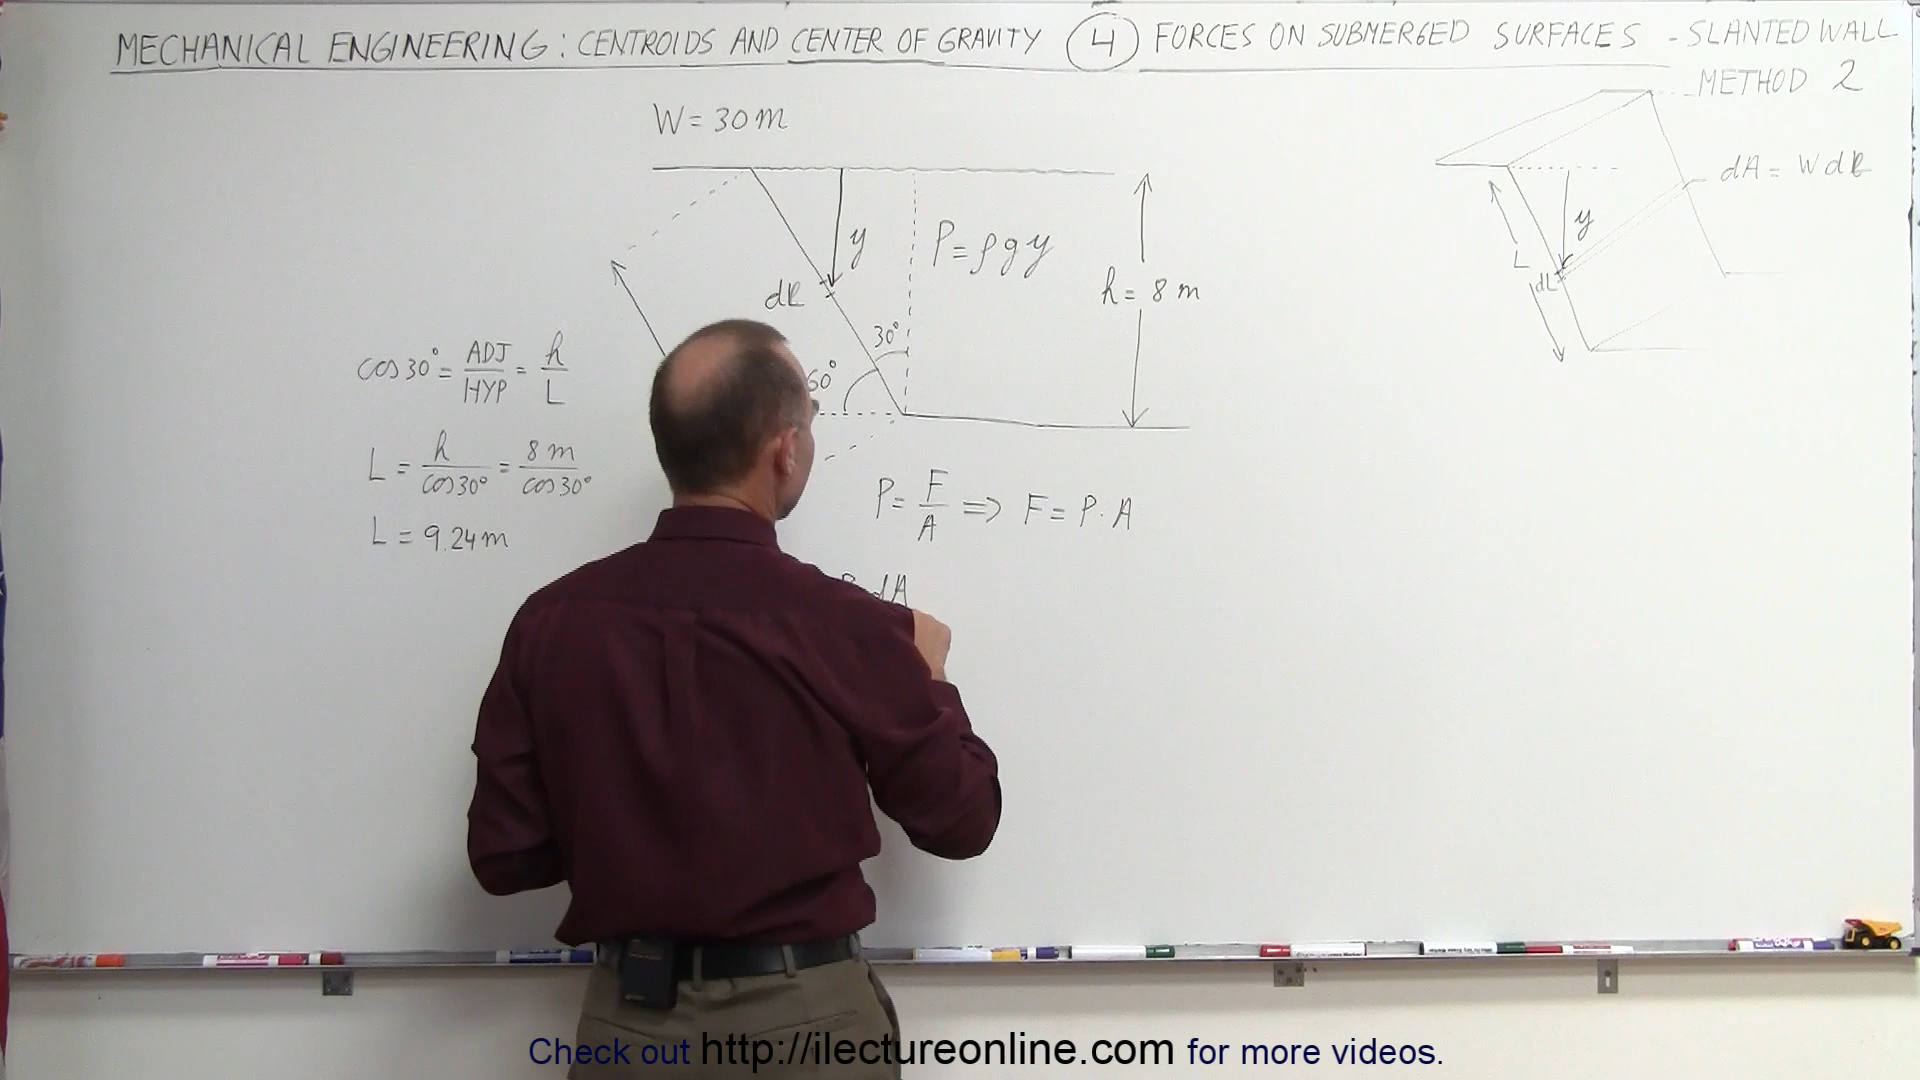 MECHANICAL ENGINEERING: CENTROIDS AND CENTER OF GRAVITY 4 FORCES ON SUBMERGED SURFACES - SLANTED WALL
METHOD 2
W = 30 m
dA = W dl
y
P = ρ g y
h = 8 m
dl
30°
60°
L
y
dL
cos 30° = ADJ/HYP = h/L
L = h/cos 30° = 8 m/cos 30°
L = 9.24 m
P = F/A => F = P · A
dA
Check out http://ilectureonline.com for more videos.